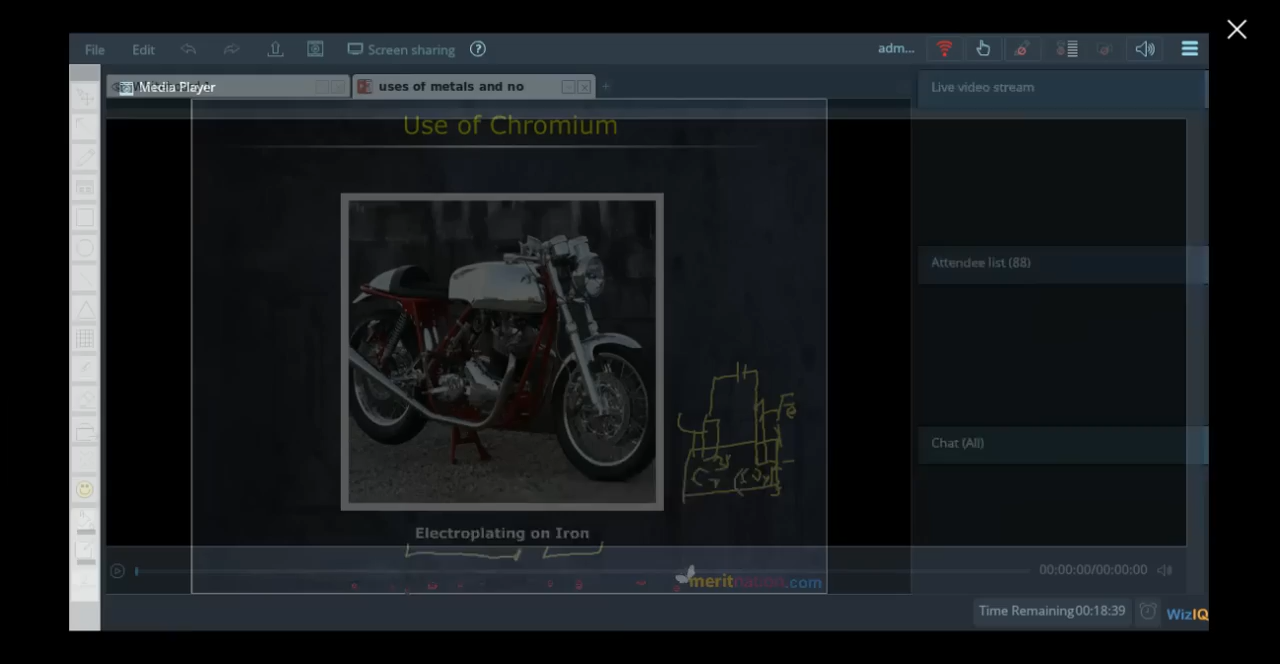 File Edit Screen sharing ? adm...
Media Player uses of metals and no + Live video stream
Use of Chromium
Attendee list (88)
Chat (All)
Electroplating on Iron
00:00:00/00:00:00
meritnation.com
Time Remaining 00:18:39 WizIQ